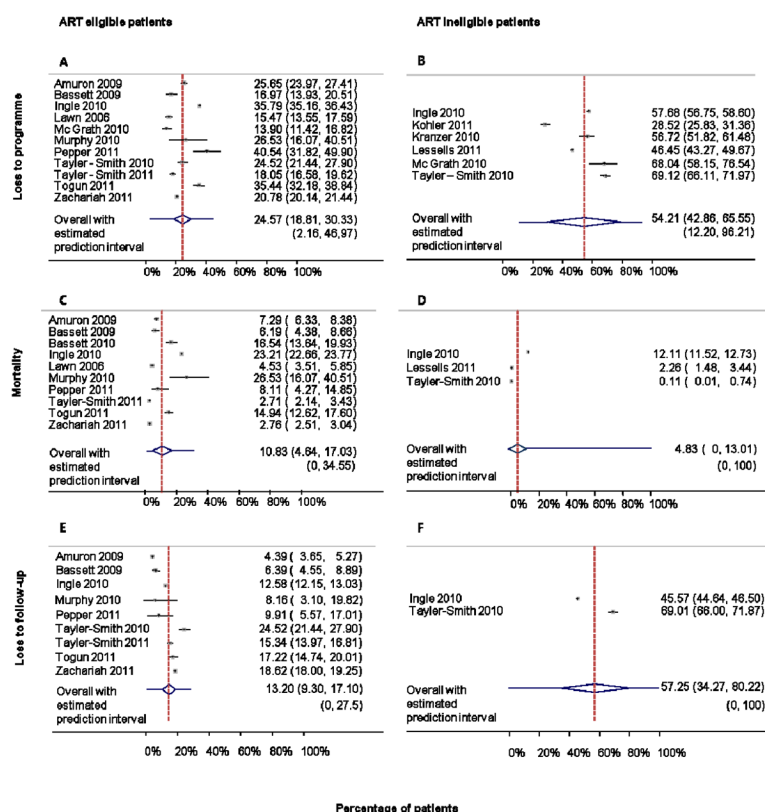 ART eligible patients
ART ineligible patients
Loss to programme
A
Amuron 2009 25.65 (23.97, 27.41)
Bassett 2009 16.97 (13.93, 20.51)
Ingle 2010 35.79 (35.16, 36.43)
Lawn 2006 15.47 (13.55, 17.59)
Mc Grath 2010 13.90 (11.42, 16.82)
Murphy 2010 26.53 (16.07, 40.51)
Pepper 2011 40.54 (31.82, 49.90)
Tayler - Smith 2010 24.52 (21.44, 27.90)
Tayler - Smith 2011 18.05 (16.58, 19.62)
Togun 2011 35.44 (32.18, 38.84)
Zachariah 2011 20.78 (20.14, 21.44)
Overall with 24.57 (18.81, 30.33)
estimated (2.16, 46,97)
prediction interval
0% 20% 40% 60% 80% 100%
B
Ingle 2010 57.68 (56.75, 58.60)
Kohler 2011 28.52 (25.83, 31.36)
Kranzer 2010 56.72 (51.82, 61.48)
Lessells 2011 46.45 (43.27, 49.67)
Mc Grath 2010 68.04 (58.15, 76.54)
Tayler – Smith 2010 69.12 (66.11, 71.97)
Overall with 54.21 (42.86, 65.55)
estimated (12.20, 96.21)
prediction interval
0% 20% 40% 60% 80% 100%
Mortality
C
Amuron 2009 7.29 ( 6.33, 8.38)
Bassett 2009 6.19 ( 4.38, 8.66)
Bassett 2010 16.54 (13.64, 19.93)
Ingle 2010 23.21 (22.66, 23.77)
Lawn 2006 4.53 ( 3.51, 5.85)
Murphy 2010 26.53 (16.07, 40.51)
Pepper 2011 8.11 ( 4.27, 14.85)
Tayler-Smith 2011 2.71 ( 2.14, 3.43)
Togun 2011 14.94 (12.62, 17.60)
Zachariah 2011 2.76 ( 2.51, 3.04)
Overall with 10.83 (4.64, 17.03)
estimated (0, 34.55)
prediction interval
0% 20% 40% 60% 80% 100%
D
Ingle 2010 12.11 (11.52, 12.73)
Lessells 2011 2.26 ( 1.48, 3.44)
Tayler-Smith 2010 0.11 ( 0.01, 0.74)
Overall with 4.83 ( 0, 13.01)
estimated (0, 100)
prediction interval
0% 20% 40% 60% 80% 100%
Loss to follow-up
E
Amuron 2009 4.39 ( 3.65, 5.27)
Bassett 2009 6.39 ( 4.55, 8.89)
Ingle 2010 12.58 (12.15, 13.03)
Murphy 2010 8.16 ( 3.10, 19.82)
Pepper 2011 9.91 ( 5.57, 17.01)
Tayler-Smith 2010 24.52 (21.44, 27.90)
Tayler-Smith 2011 15.34 (13.97, 16.81)
Togun 2011 17.22 (14.74, 20.01)
Zachariah 2011 18.62 (18.00, 19.25)
Overall with 13.20 (9.30, 17.10)
estimated (0, 27.5)
prediction interval
0% 20% 40% 60% 80% 100%
F
Ingle 2010 45.57 (44.64, 46.50)
Tayler-Smith 2010 69.01 (66.00, 71.87)
Overall with 57.25 (34.27, 80.22)
estimated (0, 100)
prediction interval
0% 20% 40% 60% 80% 100%
Percentage of patients